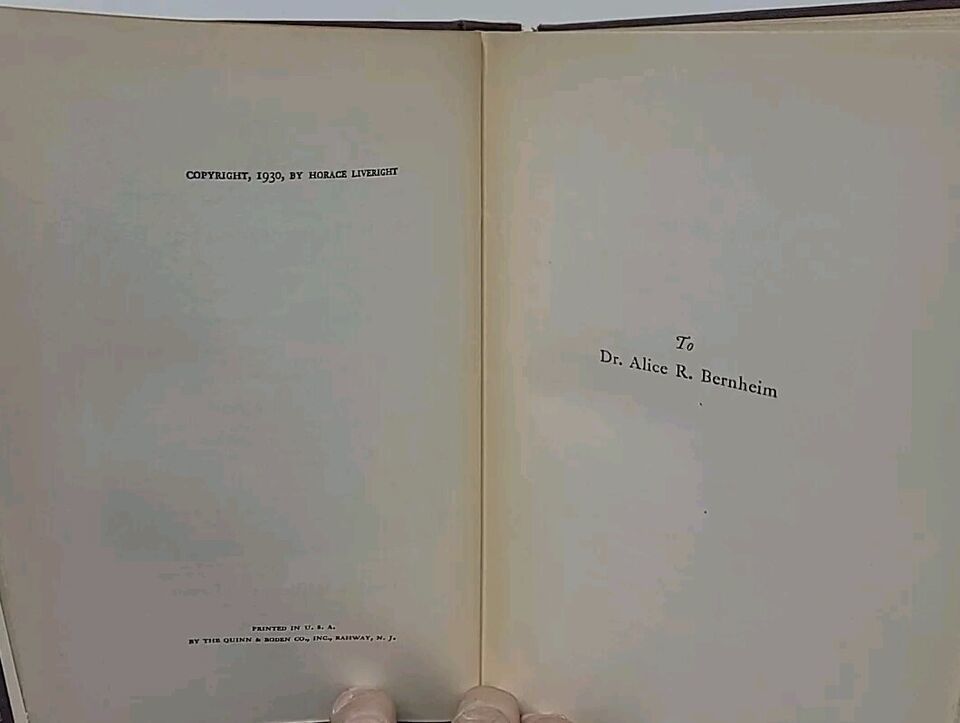 COPYRIGHT, 1930, BY HORACE LIVERIGHT
PRINTED IN U. S. A.
BY THE QUINN & BODEN CO., INC., RAHWAY, N. J.
To
Dr. Alice R. Bernheim